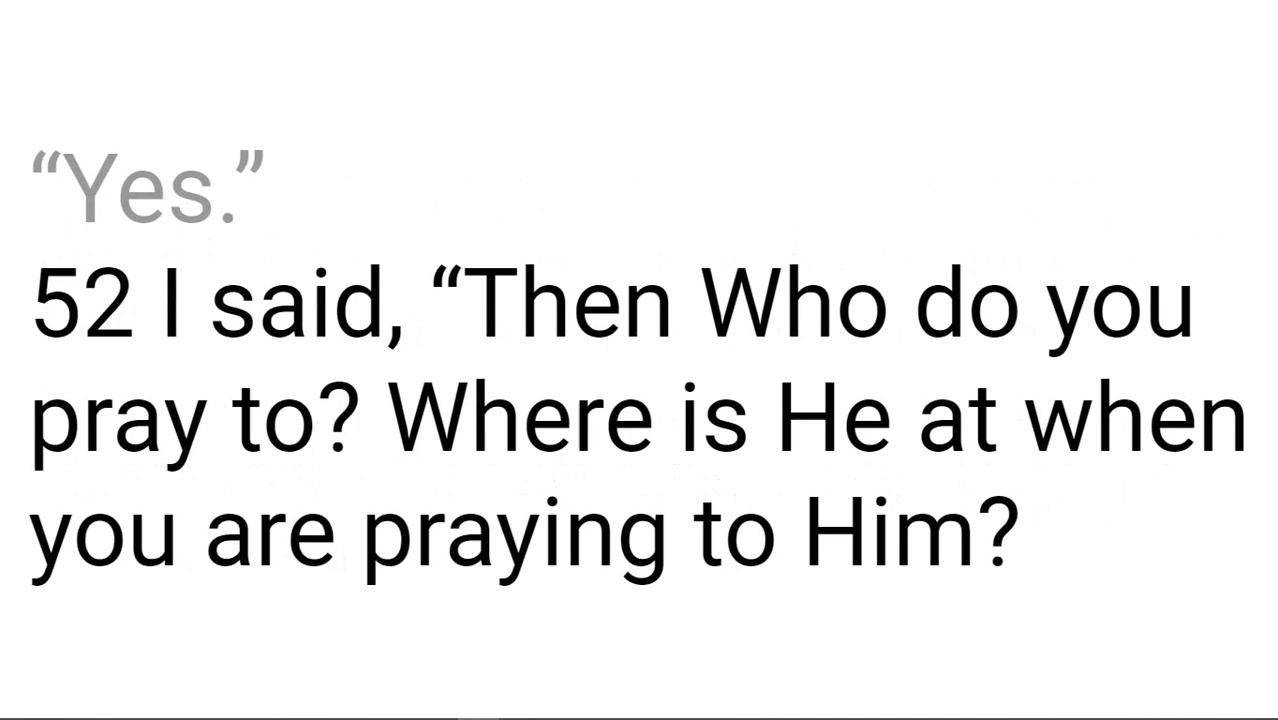 “Yes.”
52 I said, “Then Who do you
pray to? Where is He at when
you are praying to Him?